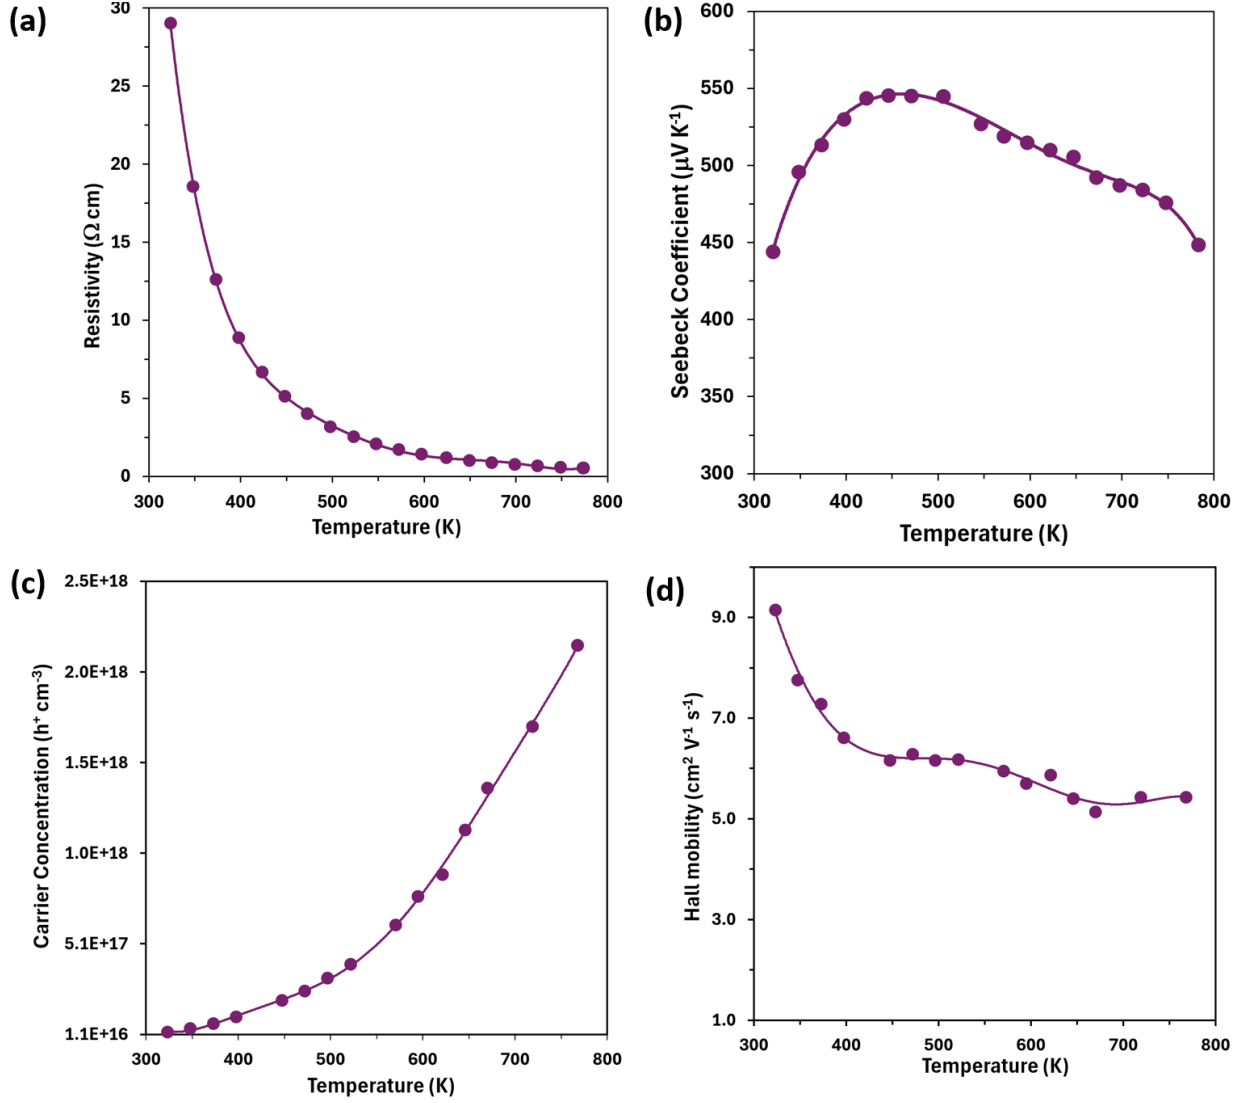 (a)
30
25
20
15
10
5
0
Resistivity (Ω cm)
300 400 500 600 700 800
Temperature (K)
(b)
600
550
500
450
400
350
300
Seebeck Coefficient (μV K⁻¹)
300 400 500 600 700 800
Temperature (K)
(c)
2.5E+18
2.0E+18
1.5E+18
1.0E+18
5.1E+17
1.1E+16
Carrier Concentration (h⁺ cm⁻³)
300 400 500 600 700 800
Temperature (K)
(d)
9.0
7.0
5.0
3.0
1.0
Hall mobility (cm² V⁻¹ s⁻¹)
300 400 500 600 700 800
Temperature (K)